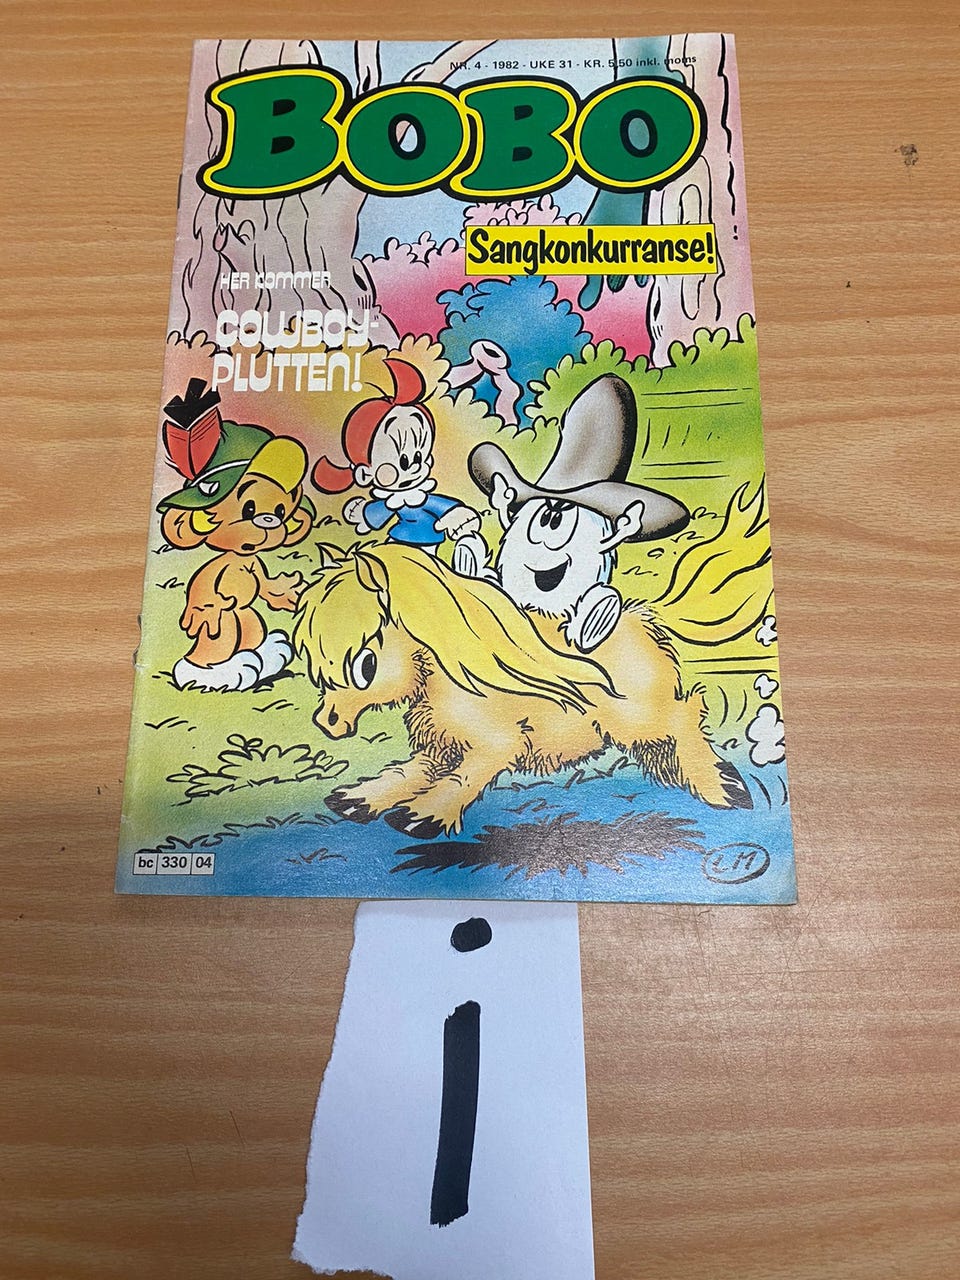 NR. 4 - 1982 - UKE 31 - KR. 5,50 inkl. moms
BOBO
Sangkonkurranse!
HER KOMMER
COWBOY-
PLUTTEN!
bc 330 04
LM
i